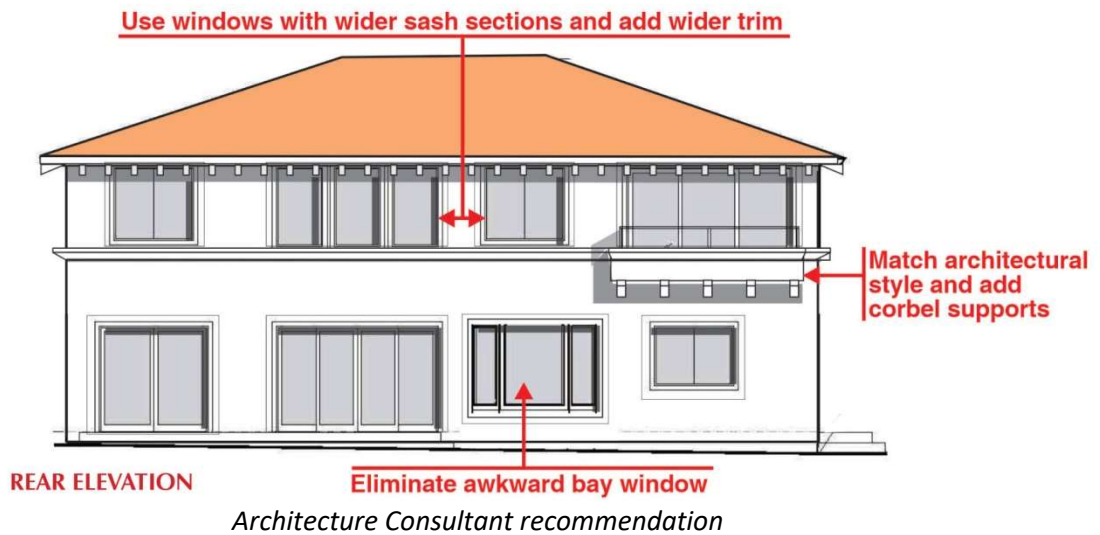 Use windows with wider sash sections and add wider trim
Match architectural
style and add
corbel supports
REAR ELEVATION
Eliminate awkward bay window
Architecture Consultant recommendation